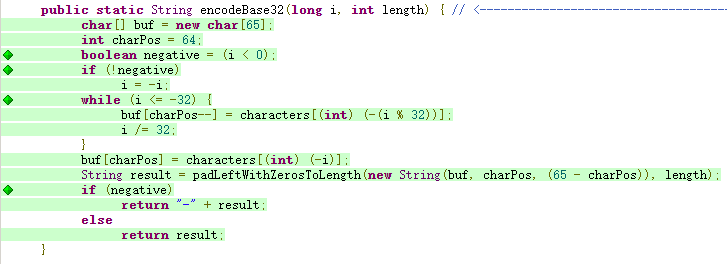 public static String encodeBase32(long i, int length) { // <----------------------------------------
char[] buf = new char[65];
int charPos = 64;
boolean negative = (i < 0);
if (!negative)
i = -i;
while (i <= -32) {
buf[charPos--] = characters[(int) (-(i % 32))];
i /= 32;
}
buf[charPos] = characters[(int) (-i)];
String result = padLeftWithZerosToLength(new String(buf, charPos, (65 - charPos)), length);
if (negative)
return "-" + result;
else
return result;
}